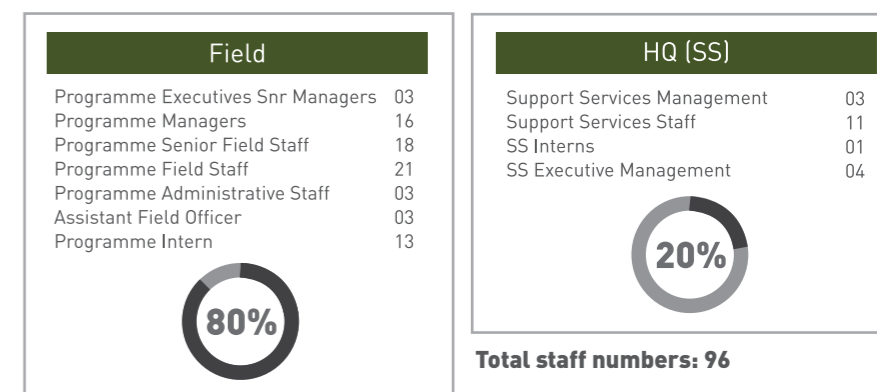 Field
Programme Executives Snr Managers 03
Programme Managers 16
Programme Senior Field Staff 18
Programme Field Staff 21
Programme Administrative Staff 03
Assistant Field Officer 03
Programme Intern 13
80%
HQ (SS)
Support Services Management 03
Support Services Staff 11
SS Interns 01
SS Executive Management 04
20%
Total staff numbers: 96